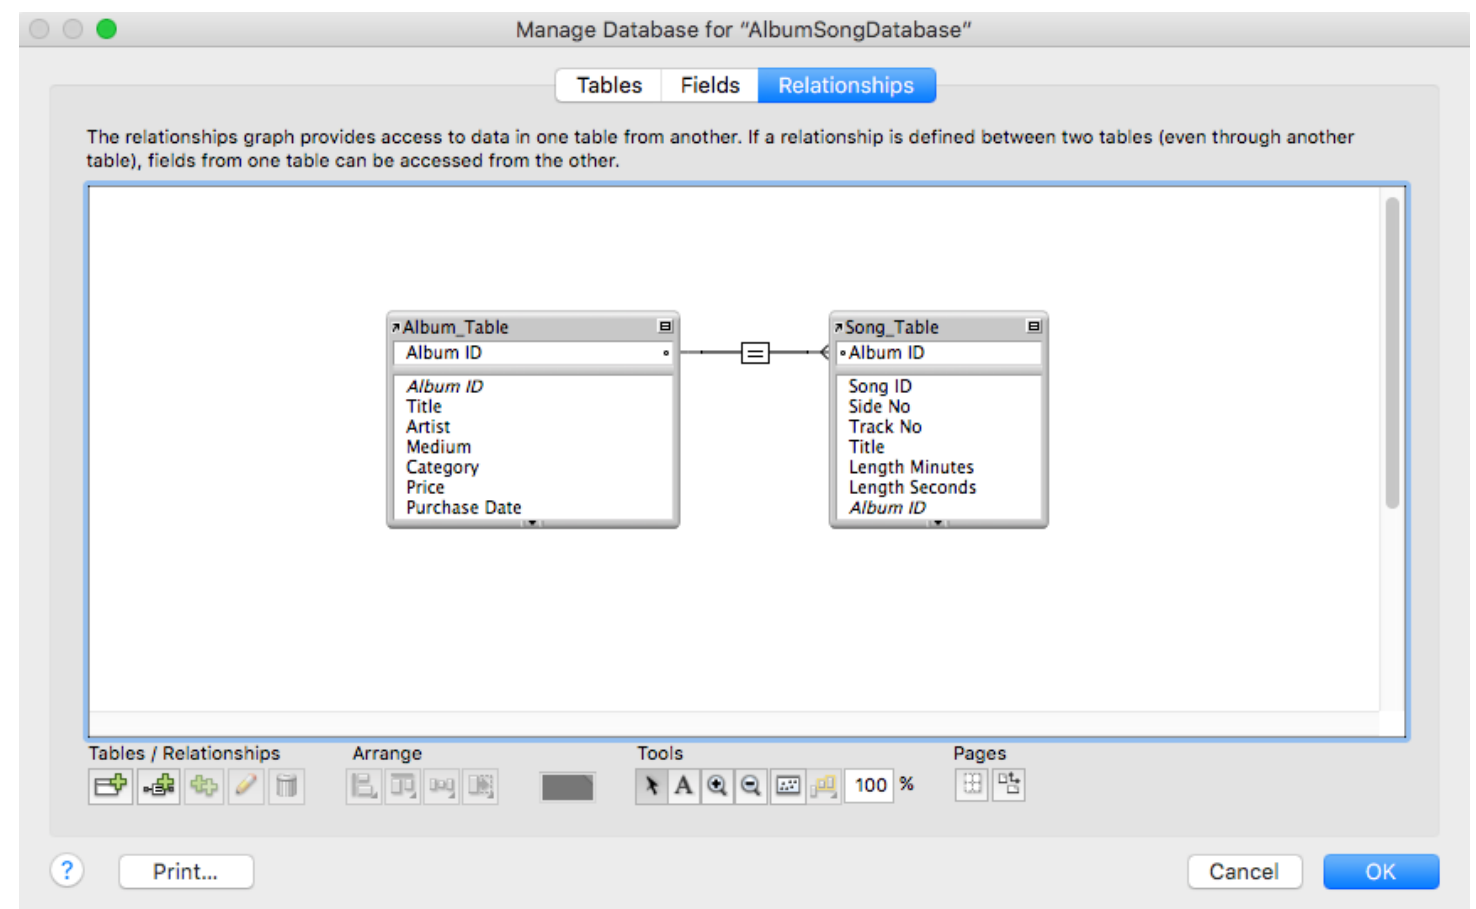 Manage Database for “AlbumSongDatabase”
Tables Fields Relationships
The relationships graph provides access to data in one table from another. If a relationship is defined between two tables (even through another
table), fields from one table can be accessed from the other.
Album_Table
Album ID
Album ID
Title
Artist
Medium
Category
Price
Purchase Date
=
Song_Table
Album ID
Song ID
Side No
Track No
Title
Length Minutes
Length Seconds
Album ID
Tables / Relationships Arrange Tools Pages
A 100 %
? Print... Cancel OK